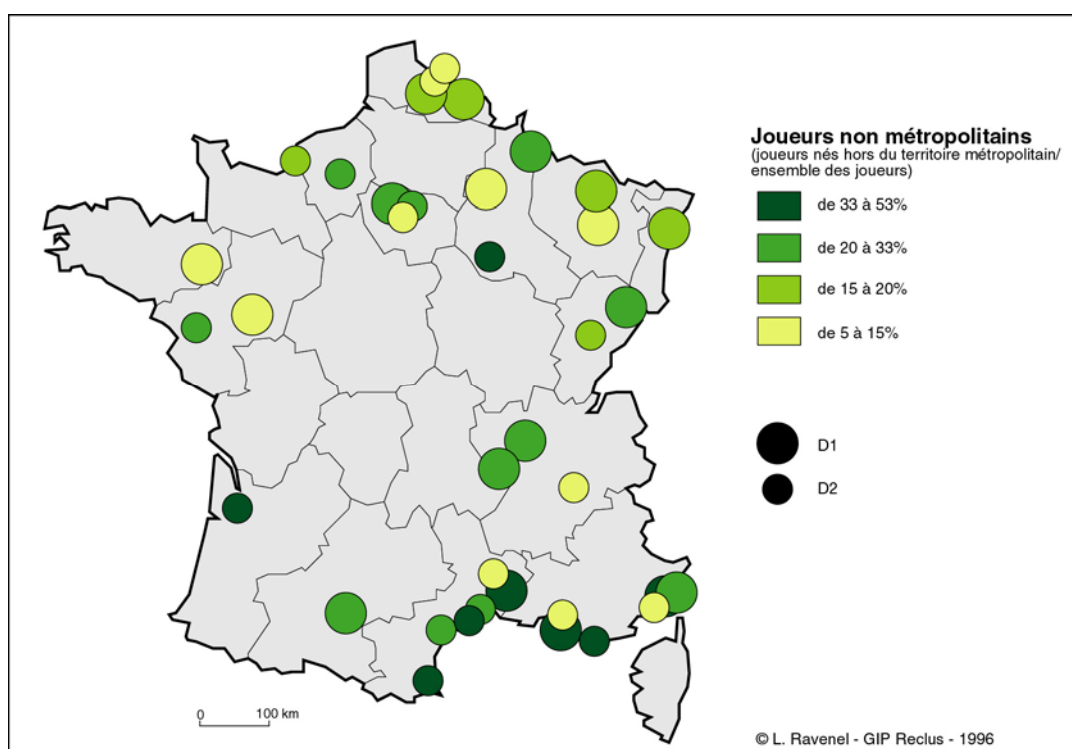 Joueurs non métropolitains
(joueurs nés hors du territoire métropolitain/
ensemble des joueurs)
de 33 à 53%
de 20 à 33%
de 15 à 20%
de 5 à 15%
D1
D2
0 100 km
© L. Ravenel - GIP Reclus - 1996